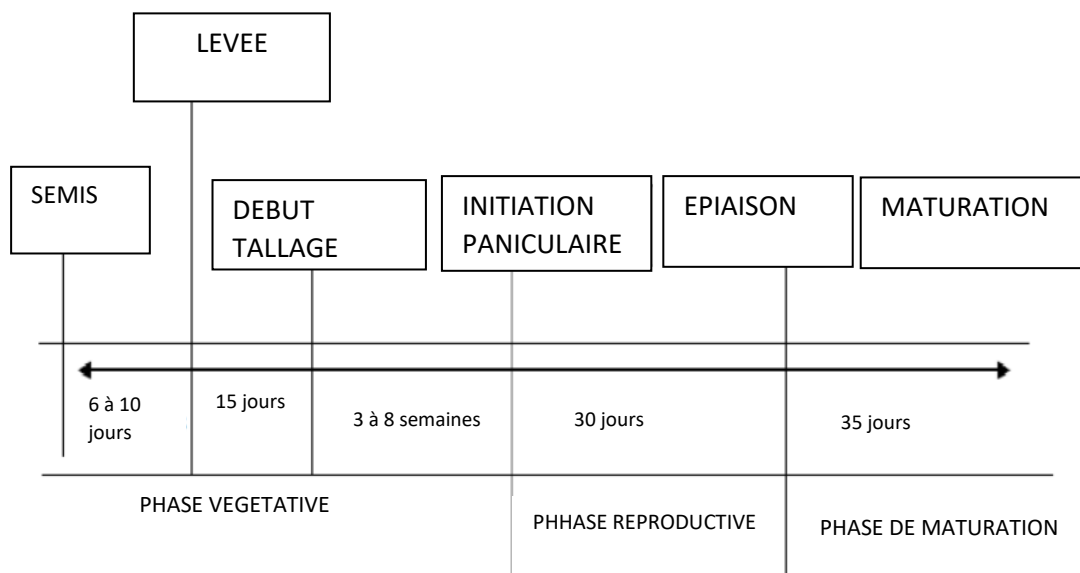 LEVEE
SEMIS
DEBUT
TALLAGE
INITIATION
PANICULAIRE
EPIAISON
MATURATION
6 à 10
jours
15 jours
3 à 8 semaines
30 jours
35 jours
PHASE VEGETATIVE
PHHASE REPRODUCTIVE
PHASE DE MATURATION